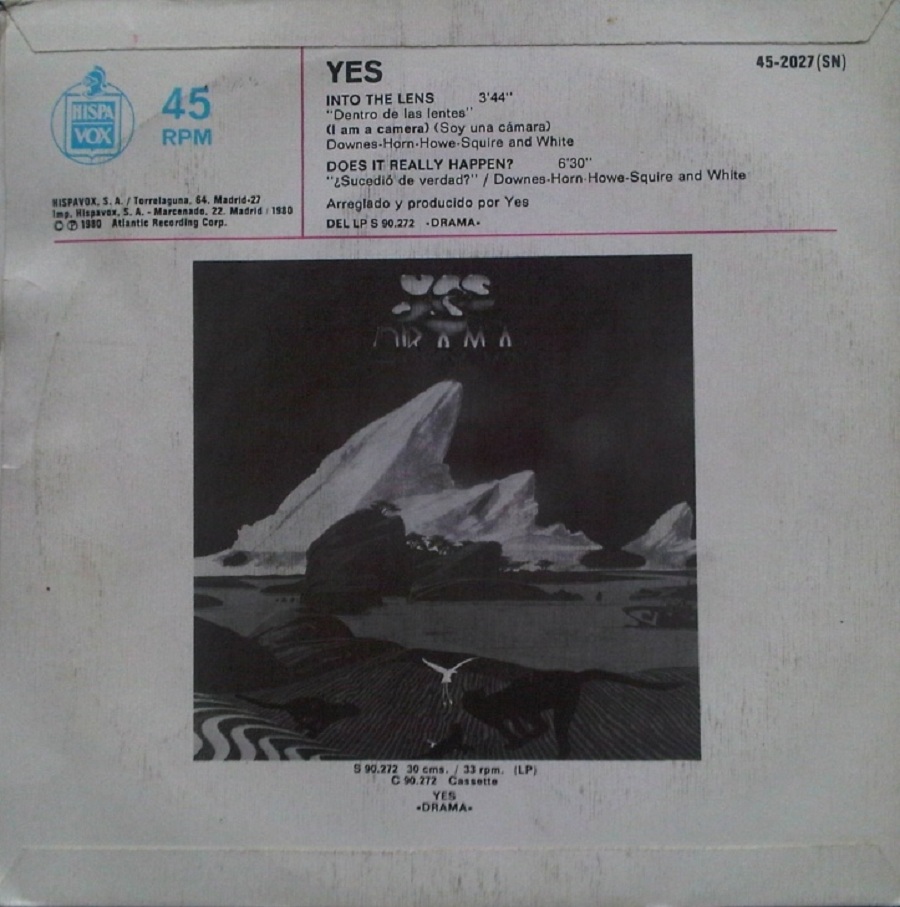 HISPA
VOX
45
RPM
HISPAVOX, S. A. / Torrelaguna, 64. Madrid-27
Imp. Hispavox, S. A. - Marcenado, 22. Madrid / 1980
© ℗ 1980 Atlantic Recording Corp.
YES
45-2027 (SN)
INTO THE LENS 3'44"
"Dentro de las lentes"
(I am a camera) (Soy una cámara)
Downes-Horn-Howe-Squire and White
DOES IT REALLY HAPPEN? 6'30"
"¿Sucedió de verdad?" / Downes-Horn-Howe-Squire and White
Arreglado y producido por Yes
DEL LP S 90.272 -DRAMA-
YES
DRAMA
S 90.272 30 cms. / 33 rpm. (LP)
C 90.272 Cassette
YES
-DRAMA-